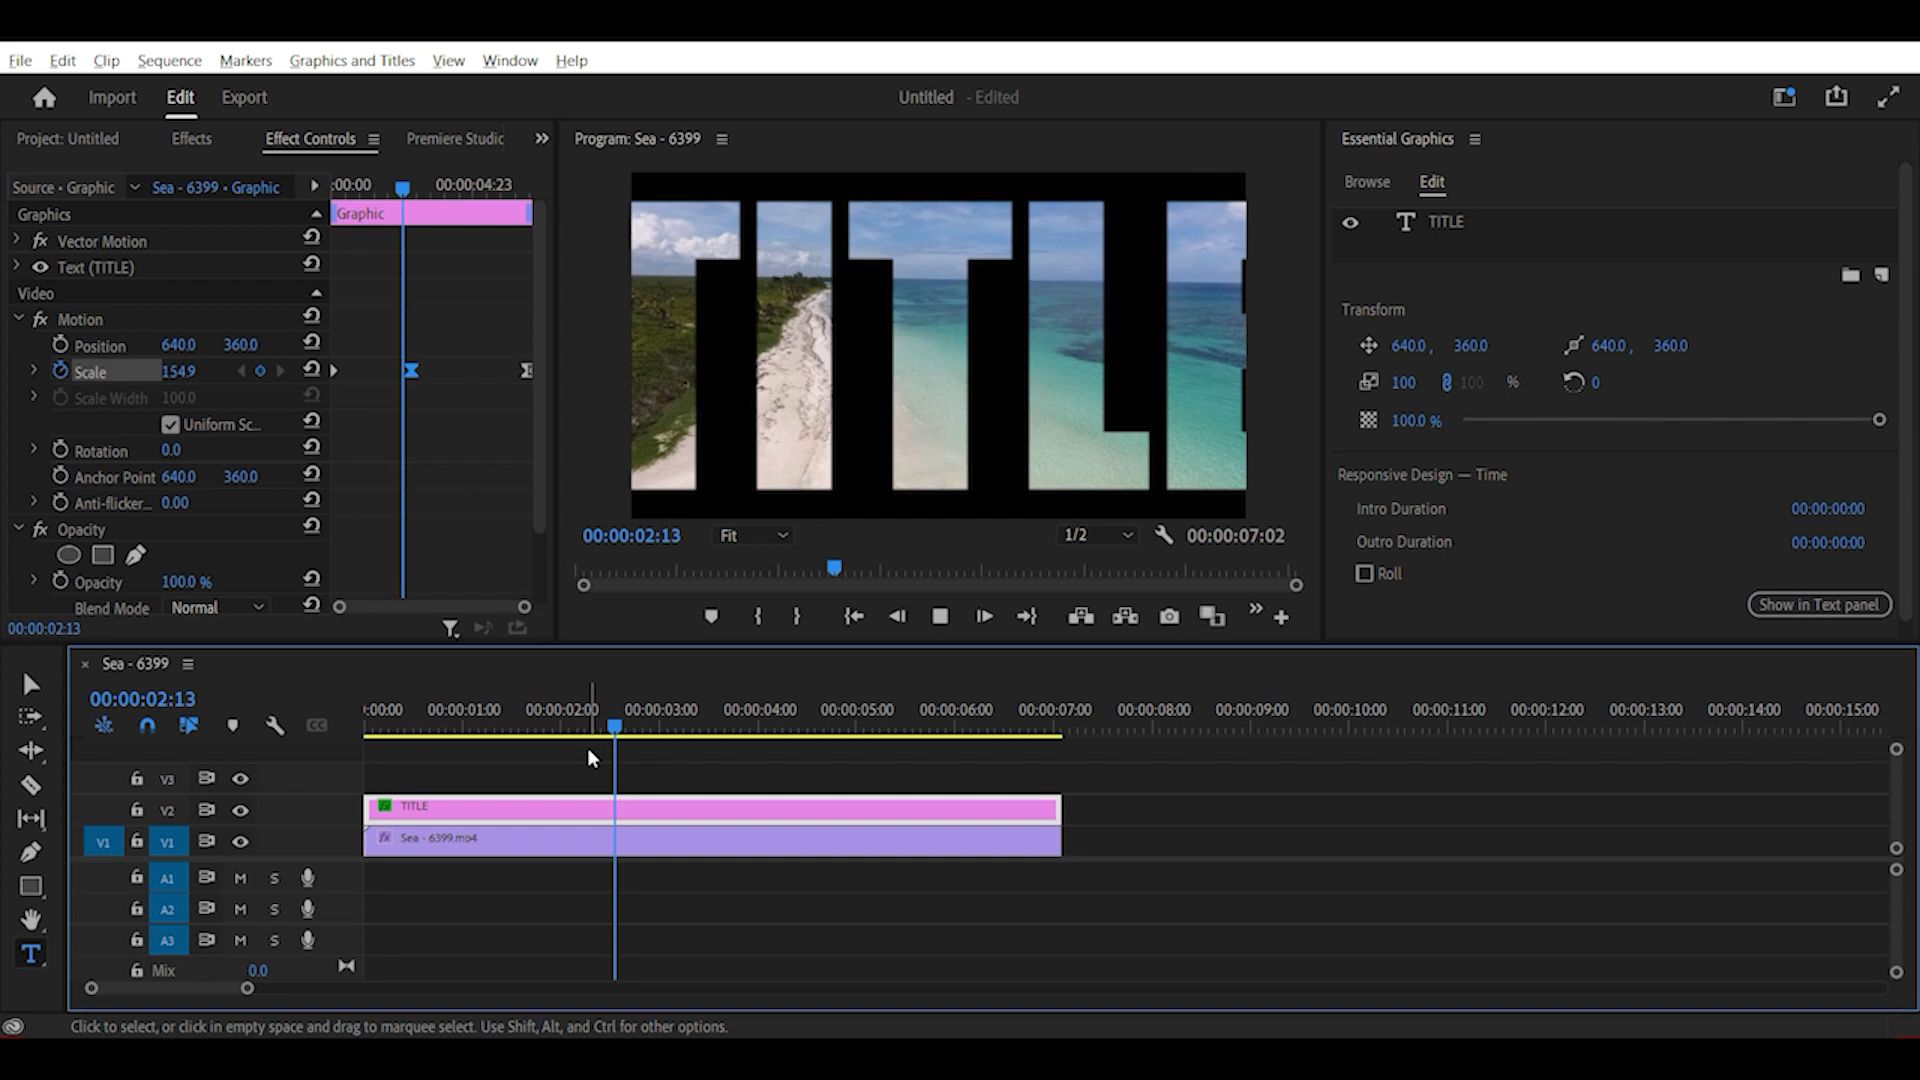 File Edit Clip Sequence Markers Graphics and Titles View Window Help
Import Edit Export
Untitled - Edited
Project: Untitled Effects Effect Controls Premiere Studic
Source • Graphic Sea - 6399 • Graphic
:00:00 00:00:04:23
Graphics
Graphic
fx Vector Motion
Text (TITLE)
Video
fx Motion
Position 640.0 360.0
Scale 154.9
Scale Width 100.0
Uniform Sc...
Rotation 0.0
Anchor Point 640.0 360.0
Anti-flicker... 0.00
fx Opacity
Opacity 100.0 %
Blend Mode Normal
00:00:02:13
Program: Sea - 6399
TITLE
00:00:02:13 Fit 1/2 00:00:07:02
Essential Graphics
Browse Edit
T TITLE
Transform
640.0 , 360.0 640.0 , 360.0
100 100 % 0
100.0 %
Responsive Design — Time
Intro Duration 00:00:00:00
Outro Duration 00:00:00:00
Roll
Show in Text panel
× Sea - 6399
00:00:02:13
CC
:00:00 00:00:01:00 00:00:02:00 00:00:03:00 00:00:04:00 00:00:05:00 00:00:06:00 00:00:07:00 00:00:08:00 00:00:09:00 00:00:10:00 00:00:11:00 00:00:12:00 00:00:13:00 00:00:14:00 00:00:15:00
V3
V2 TITLE
V1 V1 fx Sea - 6399.mp4
A1 M S
A2 M S
A3 M S
T
Mix 0.0
Click to select, or click in empty space and drag to marquee select. Use Shift, Alt, and Ctrl for other options.